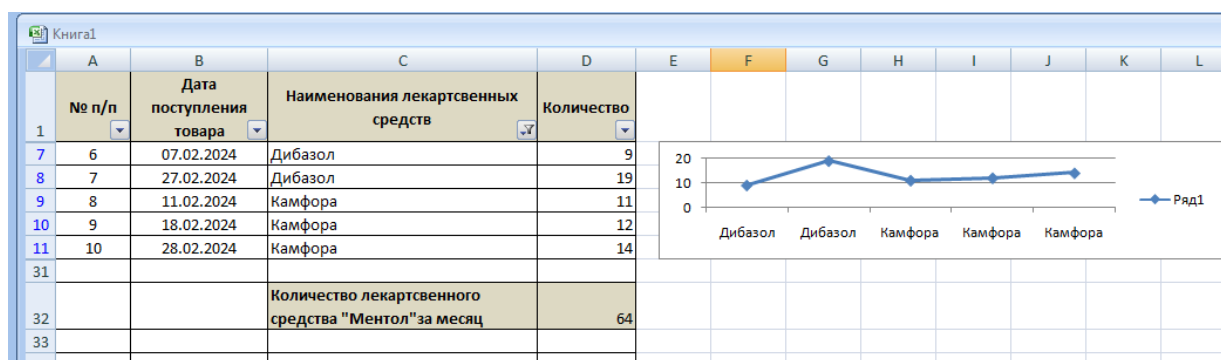 Книга1
A B C D E F G H I J K L
1 № п/п Дата поступления товара Наименования лекартсвенных средств Количество
7 6 07.02.2024 Дибазол 9
8 7 27.02.2024 Дибазол 19
9 8 11.02.2024 Камфора 11
10 9 18.02.2024 Камфора 12
11 10 28.02.2024 Камфора 14
31
32 Количество лекартсвенного средства "Ментол"за месяц 64
33
20
10
0
Дибазол Дибазол Камфора Камфора Камфора
Ряд1